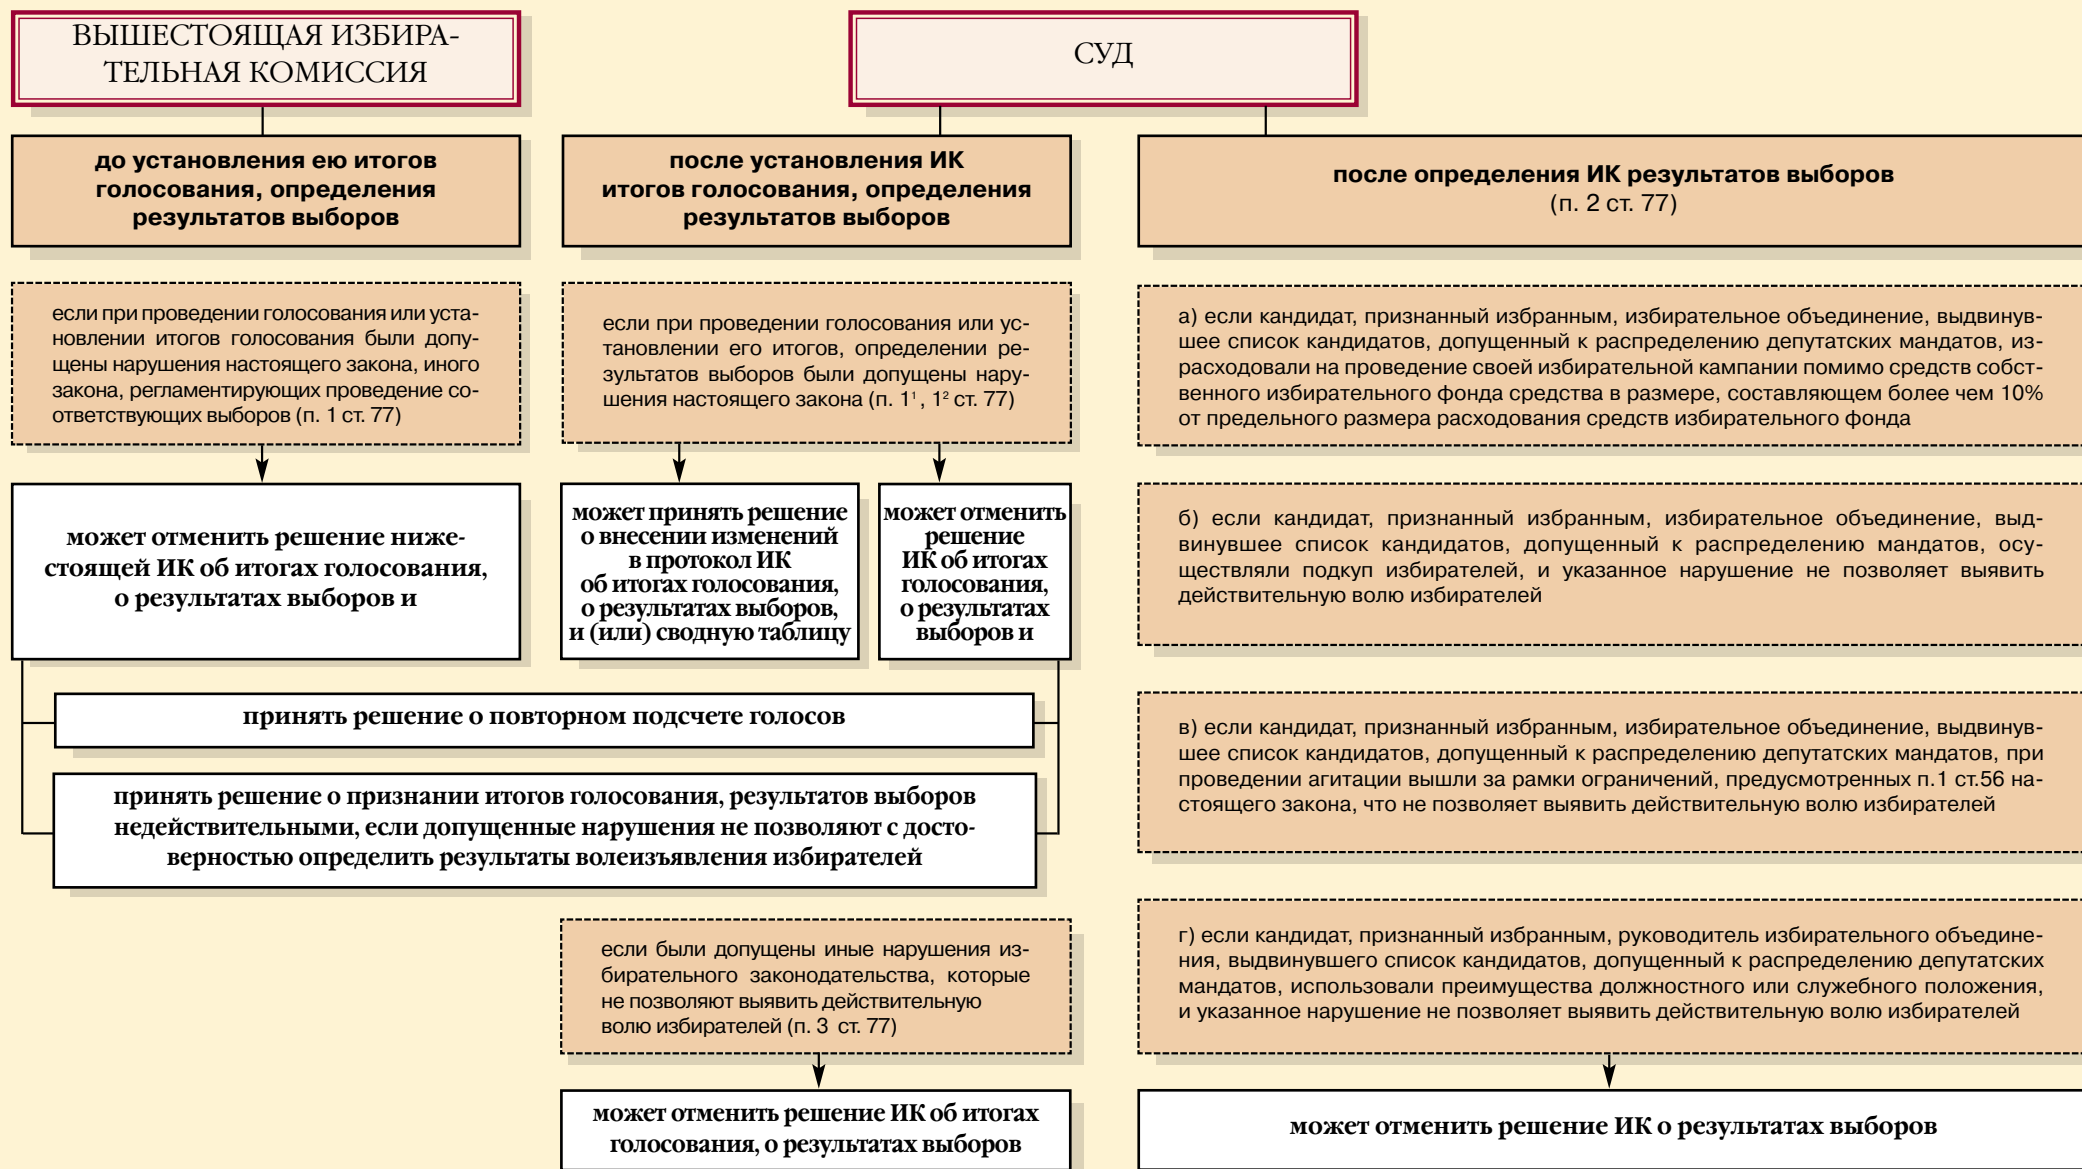 ВЫШЕСТОЯЩАЯ ИЗБИРА-
ТЕЛЬНАЯ КОМИССИЯ
СУД
до установления ею итогов
голосования, определения
результатов выборов
после установления ИК
итогов голосования, определения
результатов выборов
после определения ИК результатов выборов
(п. 2 ст. 77)
если при проведении голосования или уста-
новлении итогов голосования были допу-
щены нарушения настоящего закона, иного
закона, регламентирующих проведение со-
ответствующих выборов (п. 1 ст. 77)
если при проведении голосования или ус-
тановлении его итогов, определении ре-
зультатов выборов были допущены нару-
шения настоящего закона (п. 1¹, 1² ст. 77)
а) если кандидат, признанный избранным, избирательное объединение, выдвинув-
шее список кандидатов, допущенный к распределению депутатских мандатов, из-
расходовали на проведение своей избирательной кампании помимо средств собст-
венного избирательного фонда средства в размере, составляющем более чем 10%
от предельного размера расходования средств избирательного фонда
может отменить решение ниже-
стоящей ИК об итогах голосования,
о результатах выборов и
может принять решение
о внесении изменений
в протокол ИК
об итогах голосования,
о результатах выборов,
и (или) сводную таблицу
может отменить
решение
ИК об итогах
голосования,
о результатах
выборов и
б) если кандидат, признанный избранным, избирательное объединение, выд-
винувшее список кандидатов, допущенный к распределению мандатов, осу-
ществляли подкуп избирателей, и указанное нарушение не позволяет выявить
действительную волю избирателей
принять решение о повторном подсчете голосов
принять решение о признании итогов голосования, результатов выборов
недействительными, если допущенные нарушения не позволяют с досто-
верностью определить результаты волеизъявления избирателей
в) если кандидат, признанный избранным, избирательное объединение, выдвинув-
шее список кандидатов, допущенный к распределению депутатских мандатов, при
проведении агитации вышли за рамки ограничений, предусмотренных п.1 ст.56 на-
стоящего закона, что не позволяет выявить действительную волю избирателей
если были допущены иные нарушения из-
бирательного законодательства, которые
не позволяют выявить действительную
волю избирателей (п. 3 ст. 77)
г) если кандидат, признанный избранным, руководитель избирательного объедине-
ния, выдвинувшего список кандидатов, допущенный к распределению депутатских
мандатов, использовали преимущества должностного или служебного положения,
и указанное нарушение не позволяет выявить действительную волю избирателей
может отменить решение ИК об итогах
голосования, о результатах выборов
может отменить решение ИК о результатах выборов